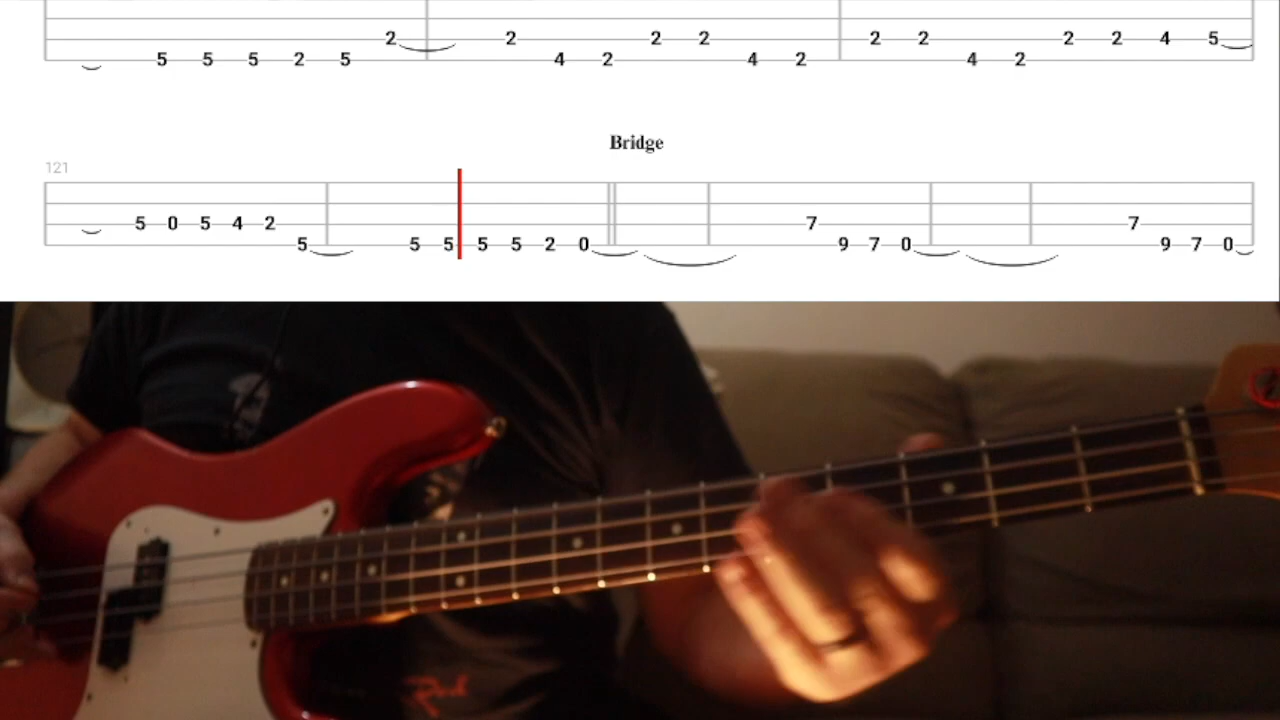 2 2 2 2 2 2 2 2 4 5
5 5 5 2 5 4 2 4 2 4 2
Bridge
121
5 0 5 4 2 7 7
5 5 5 5 5 2 0 9 7 0 9 7 0